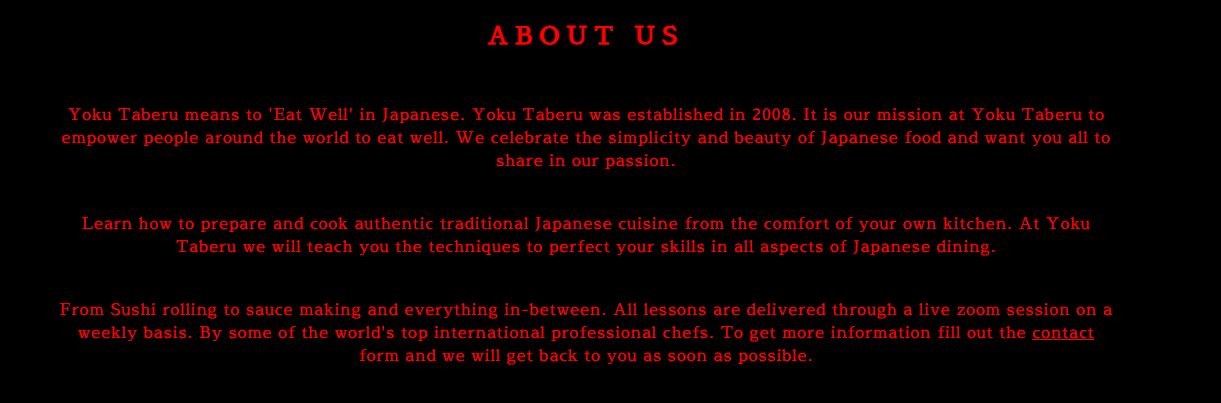 ABOUT US
Yoku Taberu means to 'Eat Well' in Japanese. Yoku Taberu was established in 2008. It is our mission at Yoku Taberu to
empower people around the world to eat well. We celebrate the simplicity and beauty of Japanese food and want you all to
share in our passion.
Learn how to prepare and cook authentic traditional Japanese cuisine from the comfort of your own kitchen. At Yoku
Taberu we will teach you the techniques to perfect your skills in all aspects of Japanese dining.
From Sushi rolling to sauce making and everything in-between. All lessons are delivered through a live zoom session on a
weekly basis. By some of the world's top international professional chefs. To get more information fill out the contact
form and we will get back to you as soon as possible.